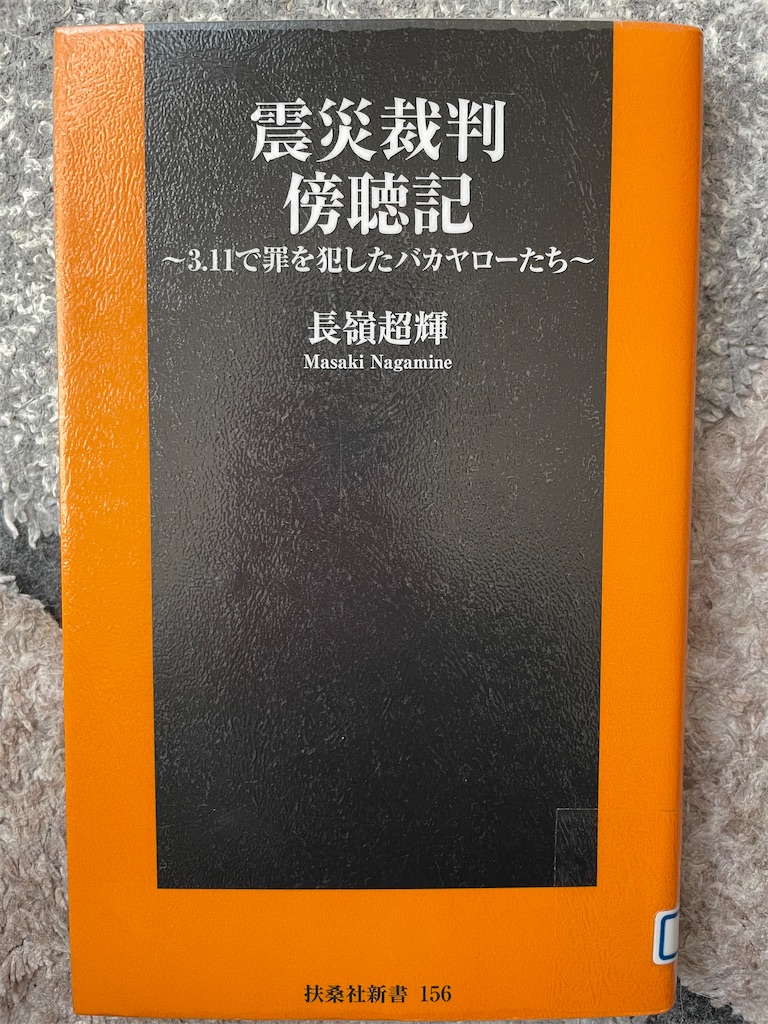 震災裁判
傍聴記
～3.11で罪を犯したバカヤローたち～
長嶺超輝
Masaki Nagamine
扶桑社新書 156